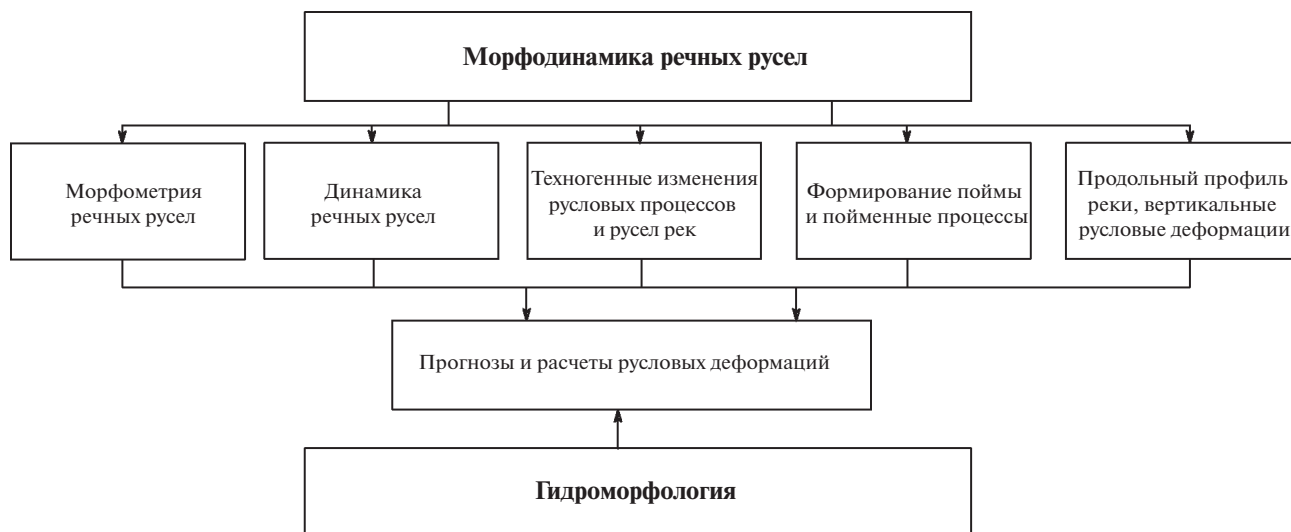 Морфодинамика речных русел
Морфометрия
речных русел
Динамика
речных русел
Техногенные изменения
русловых процессов
и русел рек
Формирование поймы
и пойменные процессы
Продольный профиль
реки, вертикальные
русловые деформации
Прогнозы и расчеты русловых деформаций
Гидроморфология